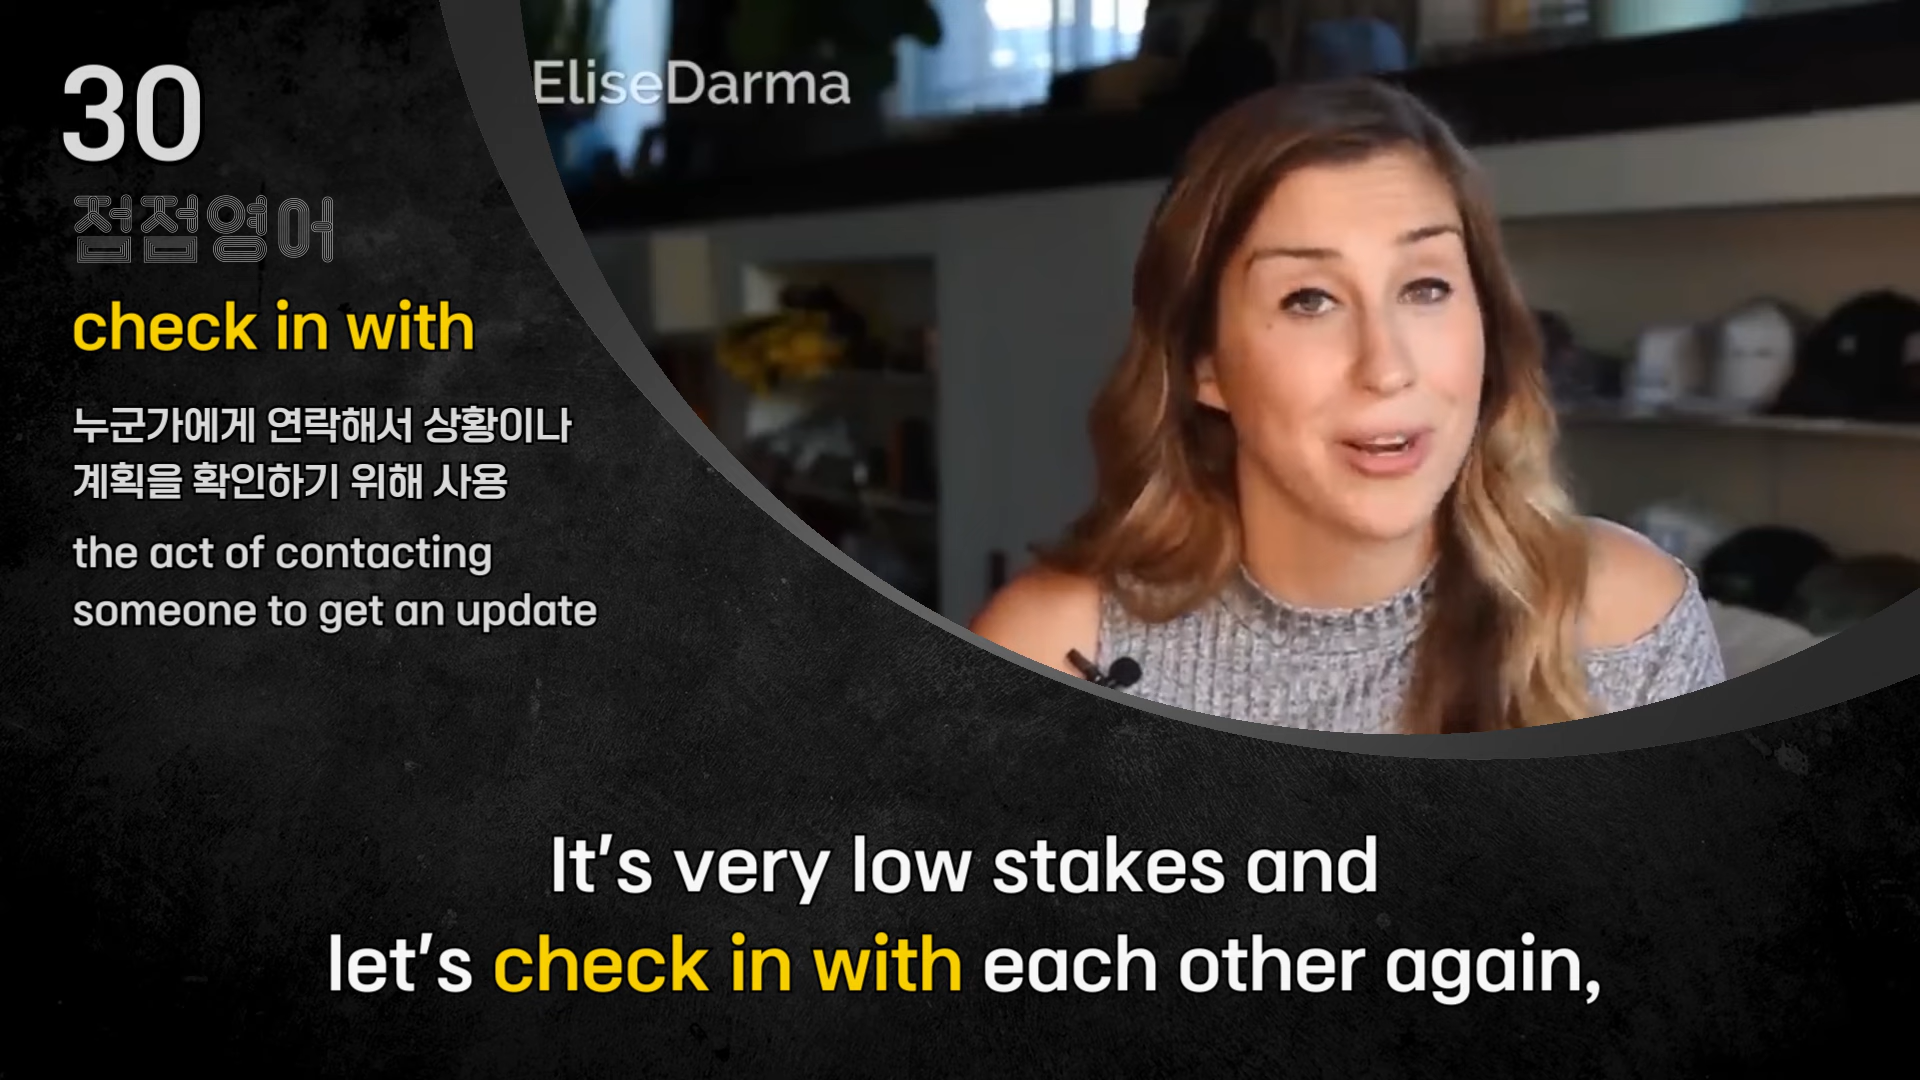 30
EliseDarma
점점영어
check in with
누군가에게 연락해서 상황이나
계획을 확인하기 위해 사용
the act of contacting
someone to get an update
It's very low stakes and
let's check in with each other again,